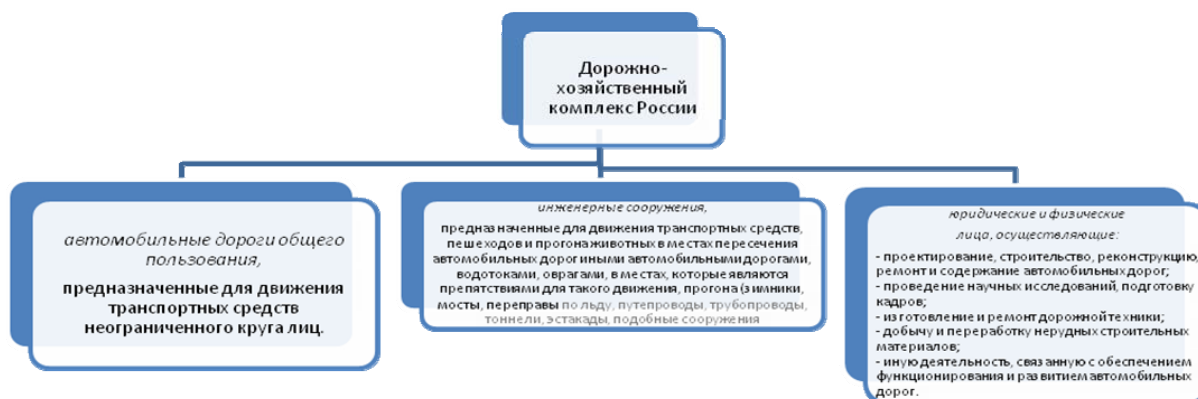 Дорожно-
хозяйственный
комплекс России
автомобильные дороги общего
пользования,
предназначенные для движения
транспортных средств
неограниченного круга лиц.
инженерные сооружения,
предназначенные для движения транспортных средств,
пешеходов и прогона животных в местах пересечения
автомобильных дорог иными автомобильными дорогами,
водотоками, оврагами, в местах, которые являются
препятствиями для такого движения, прогона (зимники,
мосты, переправы по льду, путепроводы, трубопроводы,
тоннели, эстакады, подобные сооружения
юридические и физические
лица, осуществляющие:
- проектирование, строительство, реконструкцию,
ремонт и содержание автомобильных дорог;
- проведение научных исследований, подготовку
кадров;
- изготовление и ремонт дорожной техники;
- добычу и переработку нерудных строительных
материалов;
- иную деятельность, связанную с обеспечением
функционирования и развитием автомобильных
дорог.